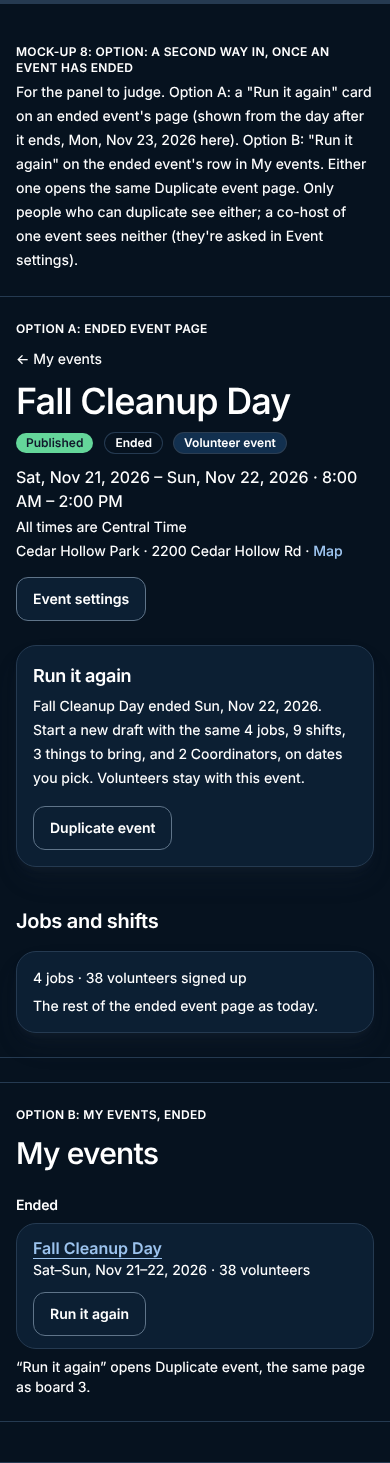 MOCK-UP 8: OPTION: A SECOND WAY IN, ONCE AN
EVENT HAS ENDED
For the panel to judge. Option A: a "Run it again" card
on an ended event's page (shown from the day after
it ends, Mon, Nov 23, 2026 here). Option B: "Run it
again" on the ended event's row in My events. Either
one opens the same Duplicate event page. Only
people who can duplicate see either; a co-host of
one event sees neither (they're asked in Event
settings).
OPTION A: ENDED EVENT PAGE
← My events
Fall Cleanup Day
Published Ended Volunteer event
Sat, Nov 21, 2026 – Sun, Nov 22, 2026 · 8:00
AM – 2:00 PM
All times are Central Time
Cedar Hollow Park · 2200 Cedar Hollow Rd · Map
Event settings
Run it again
Fall Cleanup Day ended Sun, Nov 22, 2026.
Start a new draft with the same 4 jobs, 9 shifts,
3 things to bring, and 2 Coordinators, on dates
you pick. Volunteers stay with this event.
Duplicate event
Jobs and shifts
4 jobs · 38 volunteers signed up
The rest of the ended event page as today.
OPTION B: MY EVENTS, ENDED
My events
Ended
Fall Cleanup Day
Sat–Sun, Nov 21–22, 2026 · 38 volunteers
Run it again
“Run it again” opens Duplicate event, the same page
as board 3.